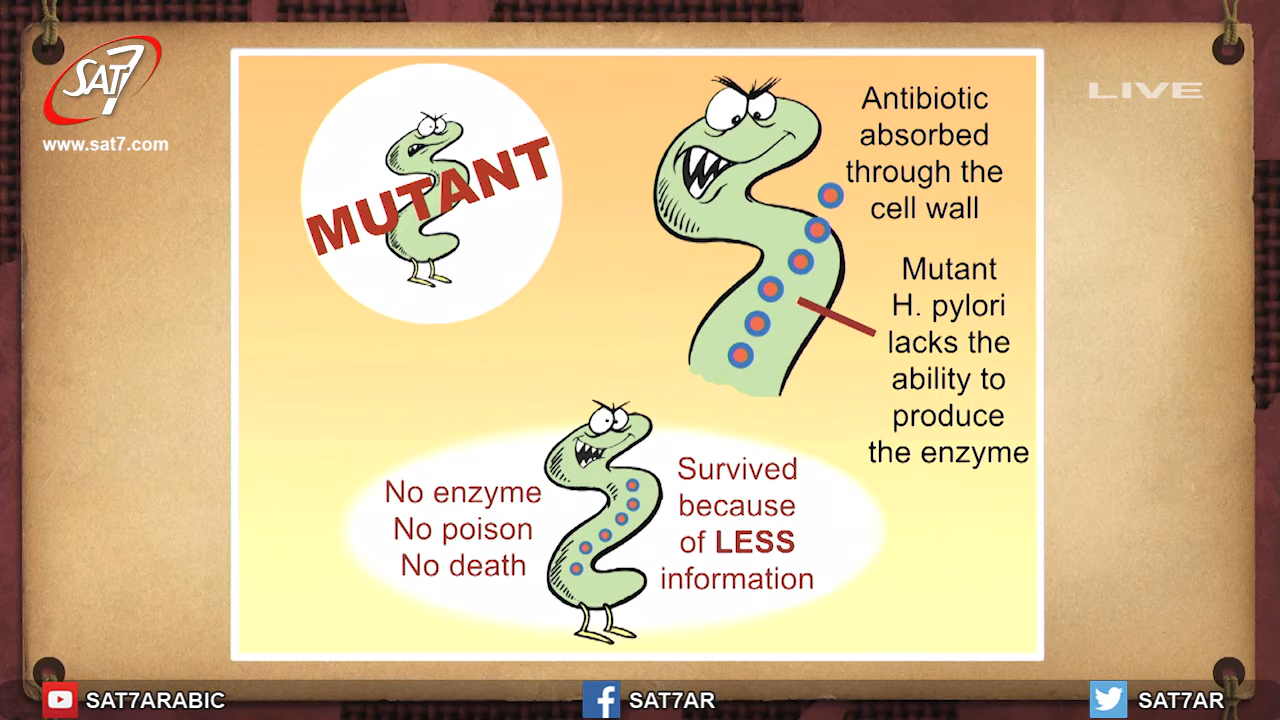 SAT7
www.sat7.com
LIVE
MUTANT
Antibiotic
absorbed
through the
cell wall
Mutant
H. pylori
lacks the
ability to
produce
the enzyme
No enzyme
No poison
No death
Survived
because
of LESS
information
SAT7ARABIC
SAT7AR
SAT7AR